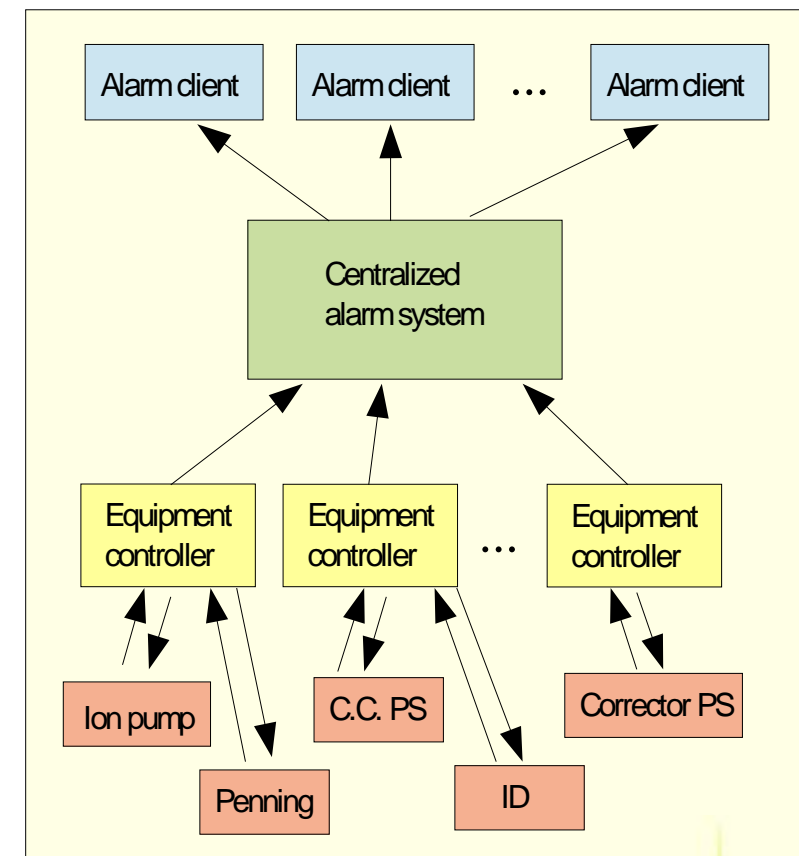 Alarm client
Alarm client
...
Alarm client
Centralized
alarm system
Equipment
controller
Equipment
controller
...
Equipment
controller
Ion pump
C.C. PS
Corrector PS
Penning
ID